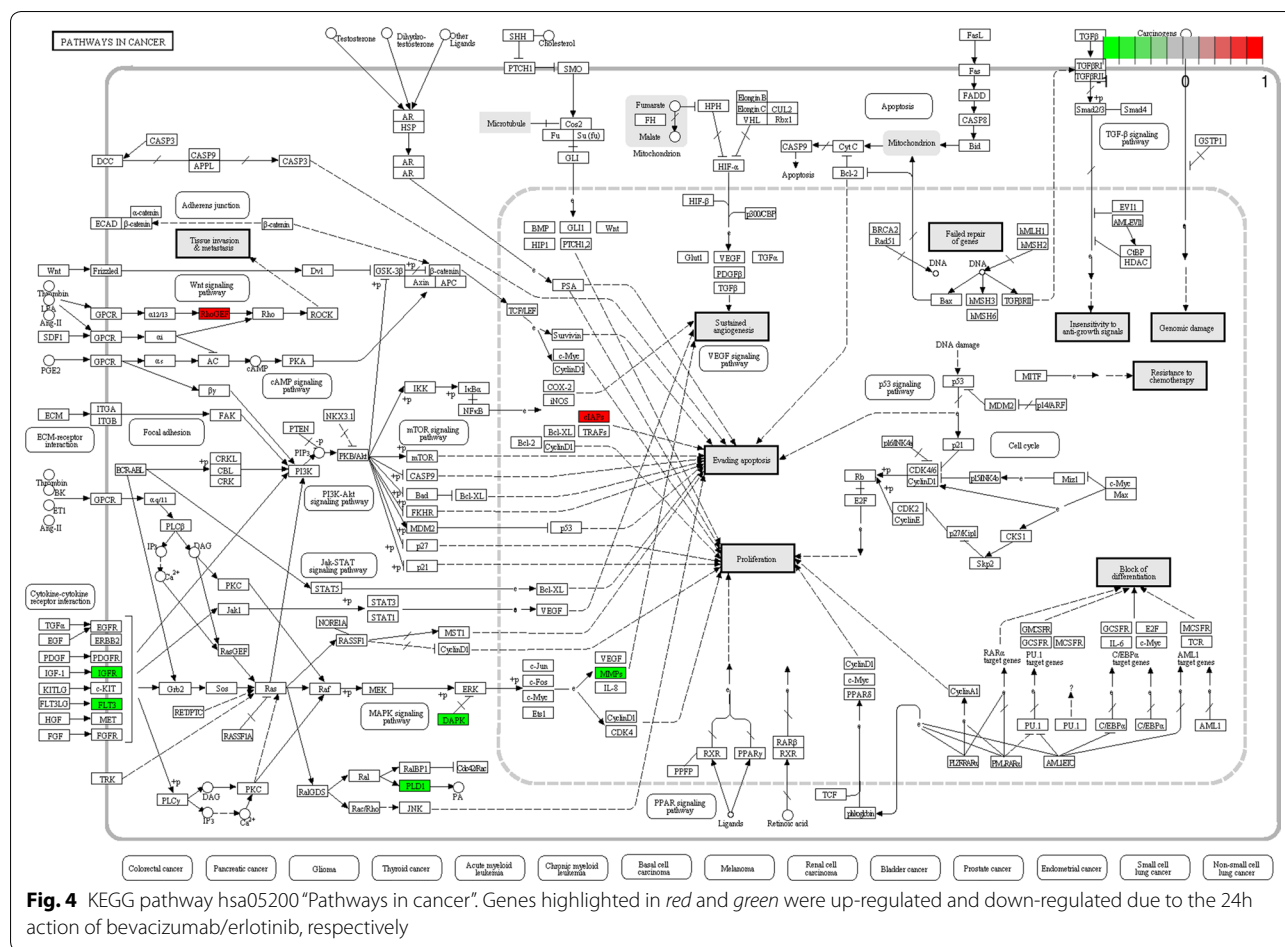 PATHWAYS IN CANCER
Testosterone
Dihydro-
testosterone
Other
Ligands
SHH
Cholesterol
PTCH1
SMO
FasL
Fas
FADD
CASP8
Bid
TGFβ
TGFβRI
TGFβRII
Carcinogens
-1
0
1
+p
Smad2/3
Smad4
TGF-β signaling
pathway
GSTP1
AR
HSP
AR
AR
Microtubule
Cos2
Fu
Su (fu)
GLI
Fumarate
FH
Malate
Mitochondrion
HPH
Elongin B
Elongin C
CUL2
VHL
Rbx1
HIF-α
Apoptosis
CASP9
Cyt C
Mitochondrion
Apoptosis
Bcl-2
DCC
CASP3
CASP9
APPL
CASP3
Adherens junction
α-catenin
ECAD
β-catenin
β-catenin
Tissue invasion
& metastasis
BMP
GLI1
Wnt
HIP1
PTCH1,2
HIF-β
p300CBP
Glut1
VEGF
TGFα
PDGFβ
TGFβ
BRCA2
Rad51
Failed repair
of genes
hMLH1
hMSH2
DNA
DNA
Bax
hMSH3
TGFβRII
hMSH6
EVI1
AML-EVI1
CtBP
HDAC
Wnt
Frizzled
Dvl
GSK-3β
+p
β-catenin
Axin
APC
+p
Wnt signaling
pathway
Thrombin
LPA
Ang-II
GPCR
α12/13
RhoGEF
Rho
ROCK
SDF1
GPCR
αi
PGE2
GPCR
αs
AC
cAMP
PKA
cAMP signaling
pathway
βγ
PSA
TCF/LEF
Survivin
c-Myc
CyclinD1
Sustained
angiogenesis
VEGF signaling
pathway
Insensitivity to
anti-growth signals
Genomic damage
DNA damage
p53
p53 signaling
pathway
MDM2
p14/ARF
MITF
Resistance to
chemotherapy
ECM
ITGA
ITGB
FAK
ECM-receptor
interaction
Focal adhesion
PTEN
PIP3
-p
NKX3.1
PKB/Akt
PI3K
IKK
+p
IκBα
NFκB
mTOR signaling
pathway
COX-2
iNOS
cIAPs
Bcl-XL
TRAFs
Bcl-2
CyclinD1
Evading apoptosis
p21
Cell cycle
p16/INK4a
CDK4/6
CyclinD1
Rb
+p
E2F
p15/INK4b
Miz1
c-Myc
Max
CDK2
CyclinE
p27/Kip1
CKS1
Skp2
BCR-ABL
+p
CRKL
CBL
CRK
PI3K-Akt
signaling pathway
+p
mTOR
+p
CASP9
+p
Bad
Bcl-XL
+p
FKHR
+p
MDM2
p53
+p
p27
+p
p21
Thrombin
BK
ET1
Ang-II
GPCR
αq/11
PLCβ
IP3
DAG
Ca2+
PKC
Jak-STAT
signaling pathway
STAT5
Bcl-XL
Jak1
+p
STAT3
STAT1
VEGF
Proliferation
Block of
differentiation
Cytokine-cytokine
receptor interaction
TGFα
EGFR
EGF
ERBB2
PDGF
PDGFR
IGF-1
IGFR
KITLG
c-KIT
FLT3LG
FLT3
HGF
MET
FGF
FGFR
NORE1A
RASSF1
MST1
CyclinD1
RasGEF
Grb2
Sos
Ras
Raf
+p
MEK
+p
ERK
+p
RET/PTC
RASSF1A
MAPK signaling
pathway
DAPK
c-Jun
c-Fos
c-Myc
Ets1
VEGF
MMPs
IL-8
CyclinD1
CDK4
TRK
+p
PLCγ
DAG
IP3
PKC
Ca2+
RalGDS
Ral
RalBP1
Cdc42/Rac
PLD1
PA
Rac/Rho
JNK
RXR
PPARγ
PPFP
Ligands
PPAR signaling
pathway
RARβ
RXR
Retinoic acid
CyclinD1
c-Myc
PPARδ
TCF
CyclinA1
RARα
target genes
GMCSFR
GCSFR
MCSFR
PU.1
target genes
?
GCSFR
E2F
IL-6
c-Myc
C/EBPα
target genes
MCSFR
TCR
AML1
target genes
PU.1
PU.1
C/EBPα
C/EBPα
AML1
PLZF-RARα
PML-RARα
AML1-ETO
Colorectal cancer
Pancreatic cancer
Glioma
Thyroid cancer
Acute myeloid
leukemia
Chronic myeloid
leukemia
Basal cell
carcinoma
Melanoma
Renal cell
carcinoma
Bladder cancer
Prostate cancer
Endometrial cancer
Small cell
lung cancer
Non-small cell
lung cancer
Fig. 4 KEGG pathway hsa05200 “Pathways in cancer”. Genes highlighted in red and green were up-regulated and down-regulated due to the 24h
action of bevacizumab/erlotinib, respectively